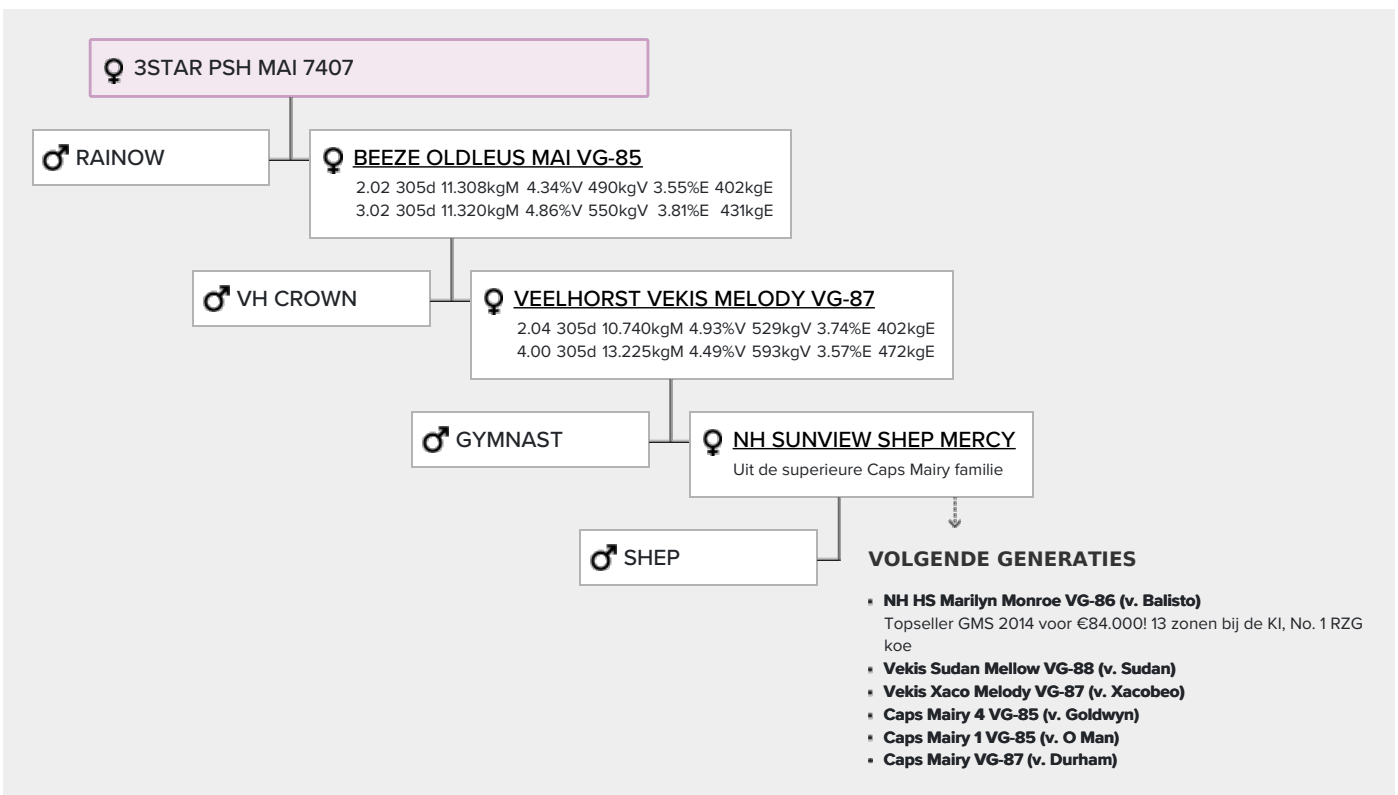 3STAR PSH MAI 7407
RAINOW
BEEZE OLDLEUS MAI VG-85
2.02 305d 11.308kgM 4.34%V 490kgV 3.55%E 402kgE
3.02 305d 11.320kgM 4.86%V 550kgV 3.81%E 431kgE
VH CROWN
VEELHORST VEKIS MELODY VG-87
2.04 305d 10.740kgM 4.93%V 529kgV 3.74%E 402kgE
4.00 305d 13.225kgM 4.49%V 593kgV 3.57%E 472kgE
GYMNAST
NH SUNVIEW SHEP MERCY
Uit de superieure Caps Mairy familie
SHEP
VOLGENDE GENERATIES
NH HS Marilyn Monroe VG-86 (v. Balisto)
Topseller GMS 2014 voor €84.000! 13 zonen bij de KI, No. 1 RZG
koe
Vekis Sudan Mellow VG-88 (v. Sudan)
Vekis Xaco Melody VG-87 (v. Xacobeo)
Caps Mairy 4 VG-85 (v. Goldwyn)
Caps Mairy 1 VG-85 (v. O Man)
Caps Mairy VG-87 (v. Durham)